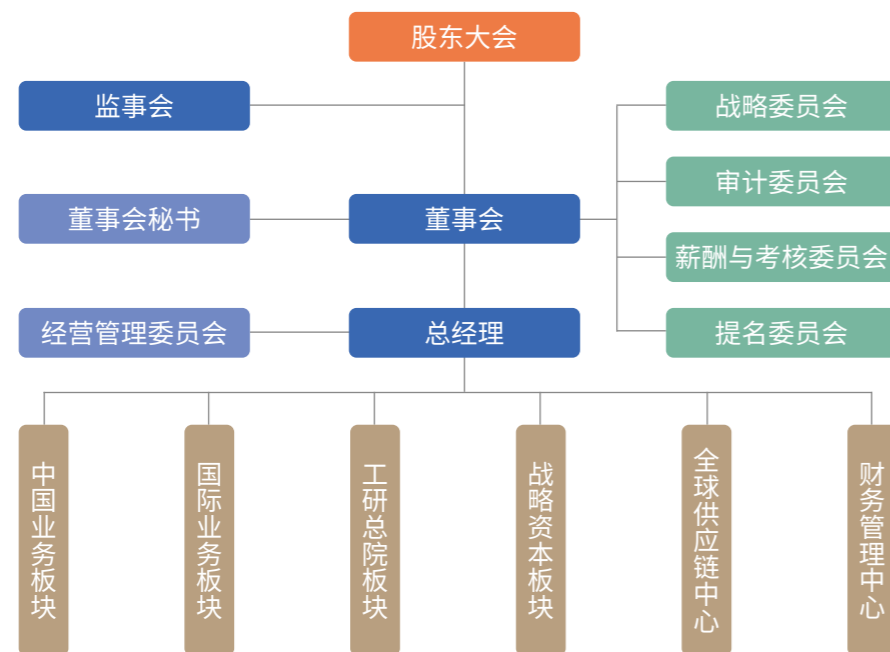 股东大会
监事会
战略委员会
审计委员会
董事会秘书
董事会
薪酬与考核委员会
经营管理委员会
总经理
提名委员会
中国业务板块
国际业务板块
工研总院板块
战略资本板块
全球供应链中心
财务管理中心